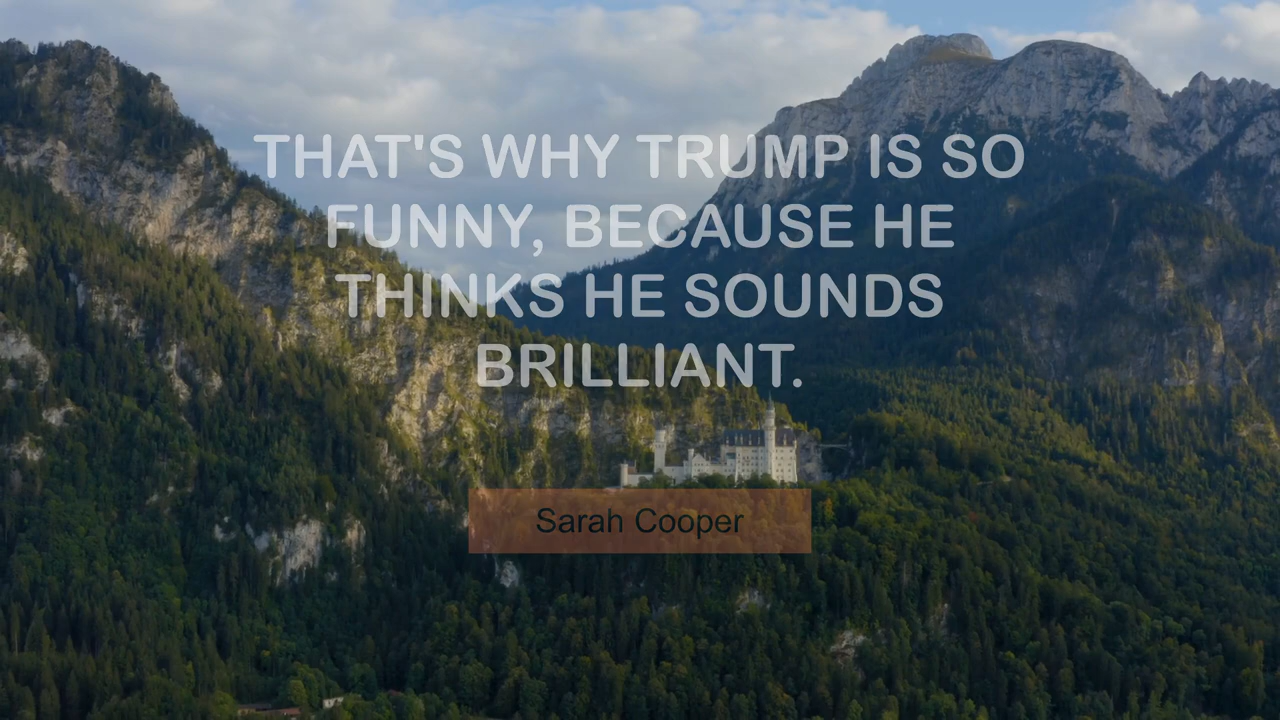 THAT'S WHY TRUMP IS SO
FUNNY, BECAUSE HE
THINKS HE SOUNDS
BRILLIANT.
Sarah Cooper